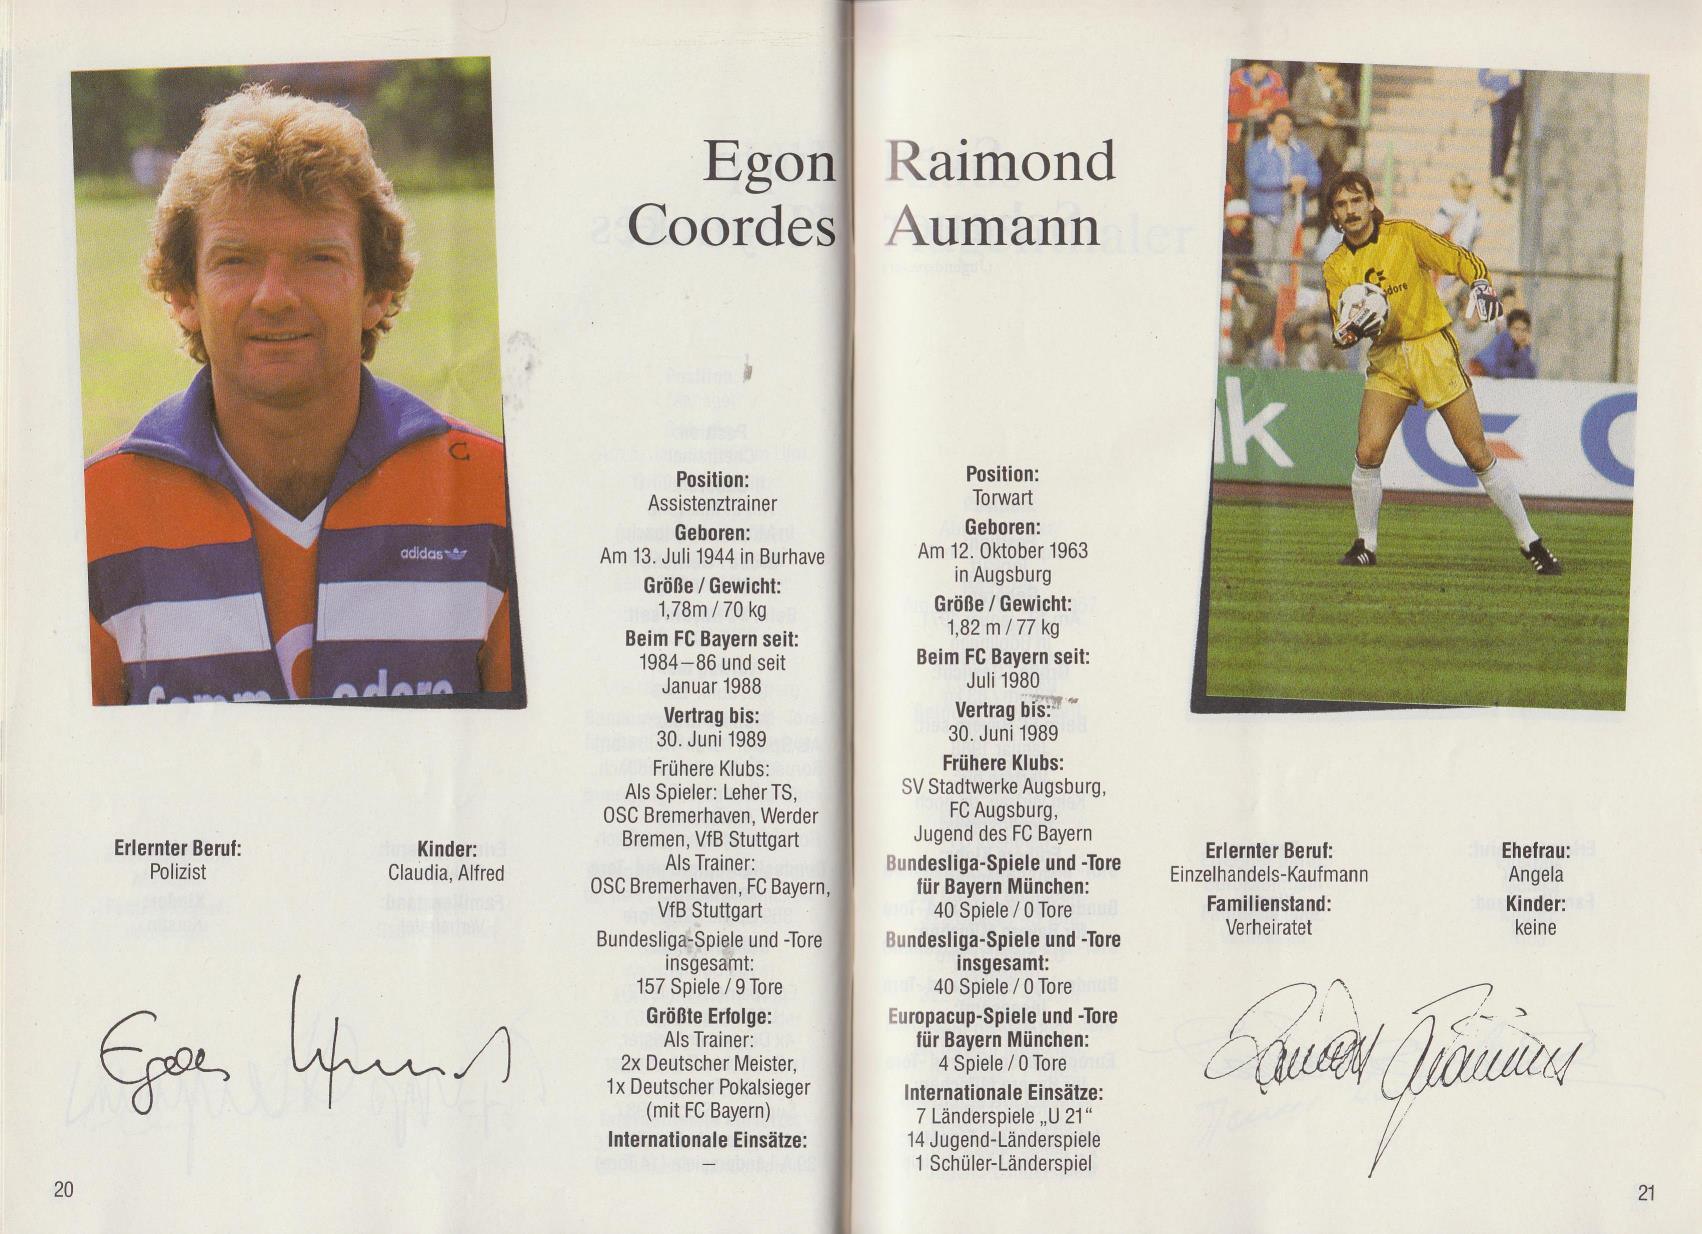 Egon
Coordes
Position:
Assistenztrainer
Geboren:
Am 13. Juli 1944 in Burhave
Größe / Gewicht:
1,78m / 70 kg
Beim FC Bayern seit:
1984–86 und seit
Januar 1988
Vertrag bis:
30. Juni 1989
Frühere Klubs:
Als Spieler: Leher TS,
OSC Bremerhaven, Werder
Bremen, VfB Stuttgart
Als Trainer:
OSC Bremerhaven, FC Bayern,
VfB Stuttgart
Bundesliga-Spiele und -Tore
insgesamt:
157 Spiele / 9 Tore
Größte Erfolge:
Als Trainer:
2x Deutscher Meister,
1x Deutscher Pokalsieger
(mit FC Bayern)
Internationale Einsätze:
–
adidas
Erlernter Beruf:
Polizist
Kinder:
Claudia, Alfred
Egon
20
Raimond
Aumann
Position:
Torwart
Geboren:
Am 12. Oktober 1963
in Augsburg
Größe / Gewicht:
1,82 m / 77 kg
Beim FC Bayern seit:
Juli 1980
Vertrag bis:
30. Juni 1989
Frühere Klubs:
SV Stadtwerke Augsburg,
FC Augsburg,
Jugend des FC Bayern
Bundesliga-Spiele und -Tore
für Bayern München:
40 Spiele / 0 Tore
Bundesliga-Spiele und -Tore
insgesamt:
40 Spiele / 0 Tore
Europacup-Spiele und -Tore
für Bayern München:
4 Spiele / 0 Tore
Internationale Einsätze:
7 Länderspiele „U 21“
14 Jugend-Länderspiele
1 Schüler-Länderspiel
Erlernter Beruf:
Einzelhandels-Kaufmann
Familienstand:
Verheiratet
Ehefrau:
Angela
Kinder:
keine
Raimond Aumann
21